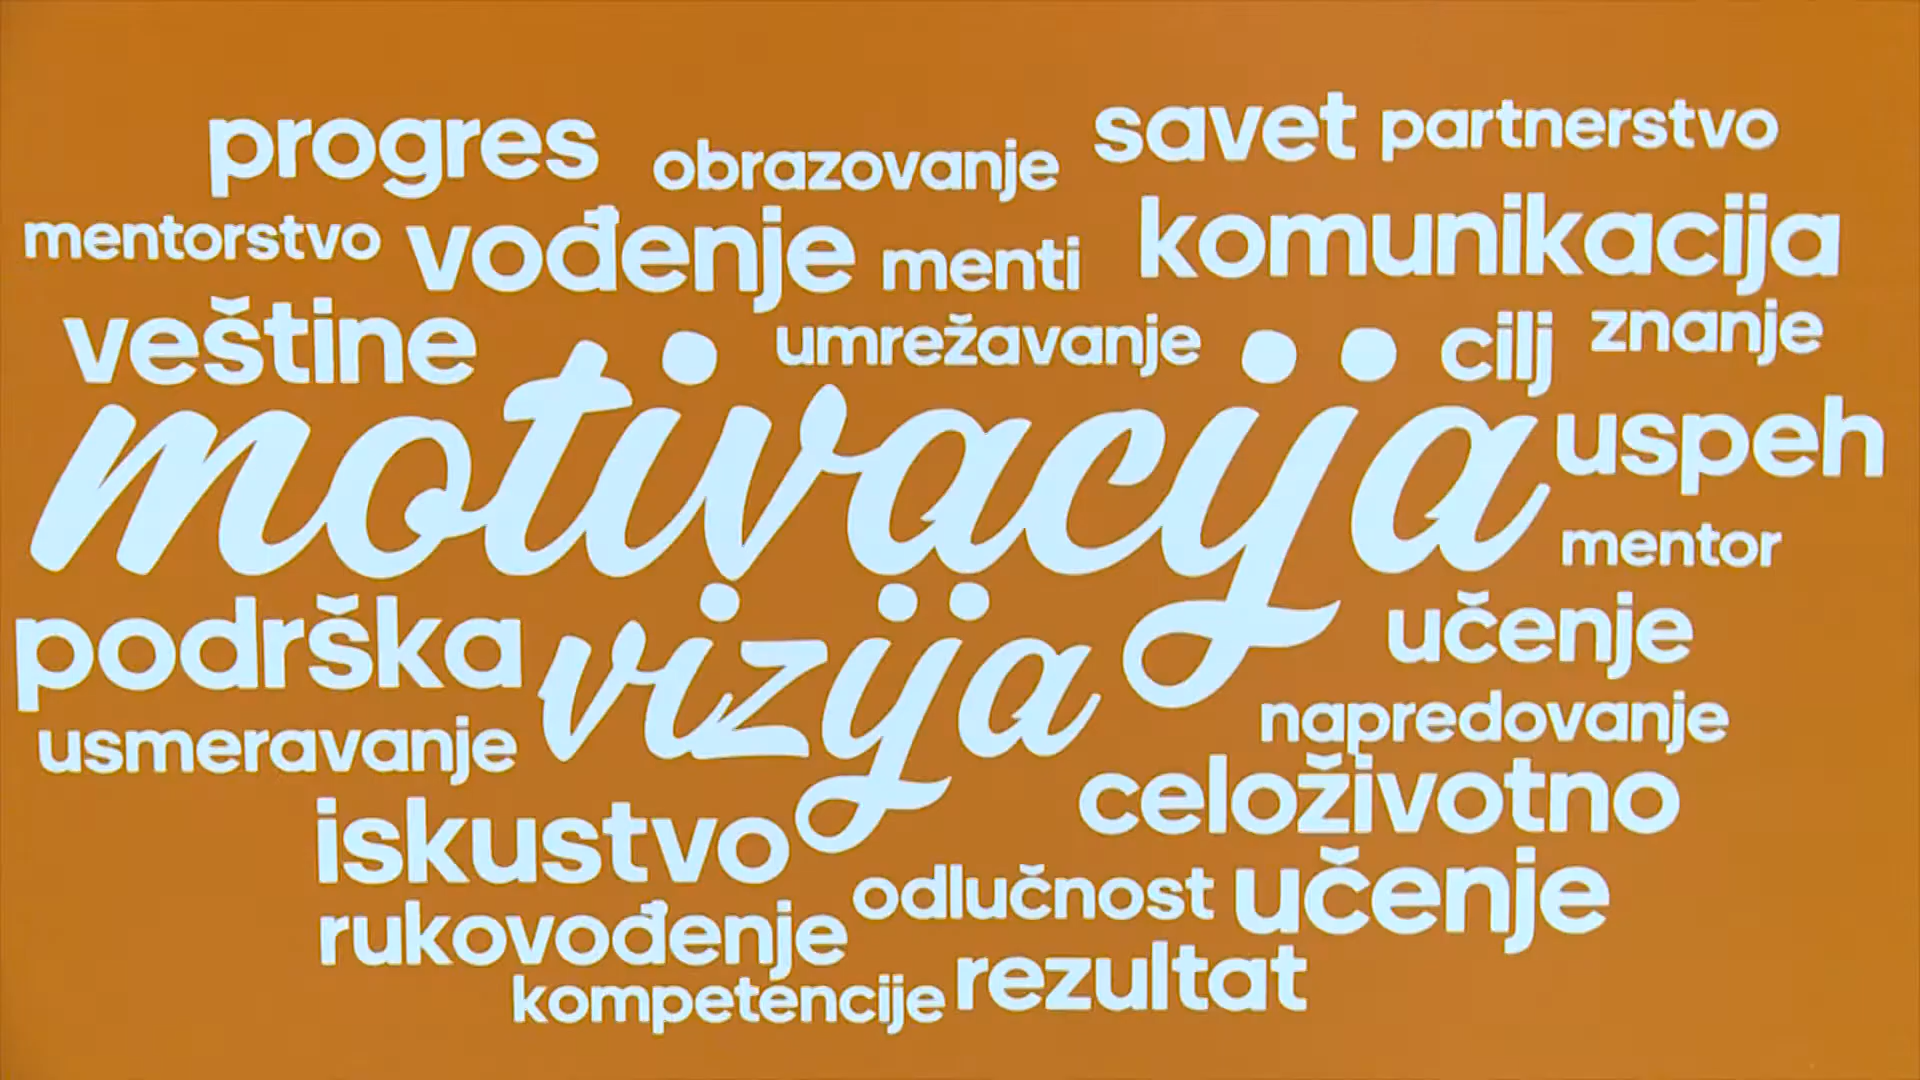 progres
obrazovanje
savet partnerstvo
mentorstvo
vođenje
menti
komunikacija
veštine
umrežavanje
cilj
znanje
motivacija
uspeh
mentor
podrška
vizija
učenje
usmeravanje
napredovanje
celoživotno
učenje
iskustvo
odlučnost
rukovođenje
kompetencije
rezultat